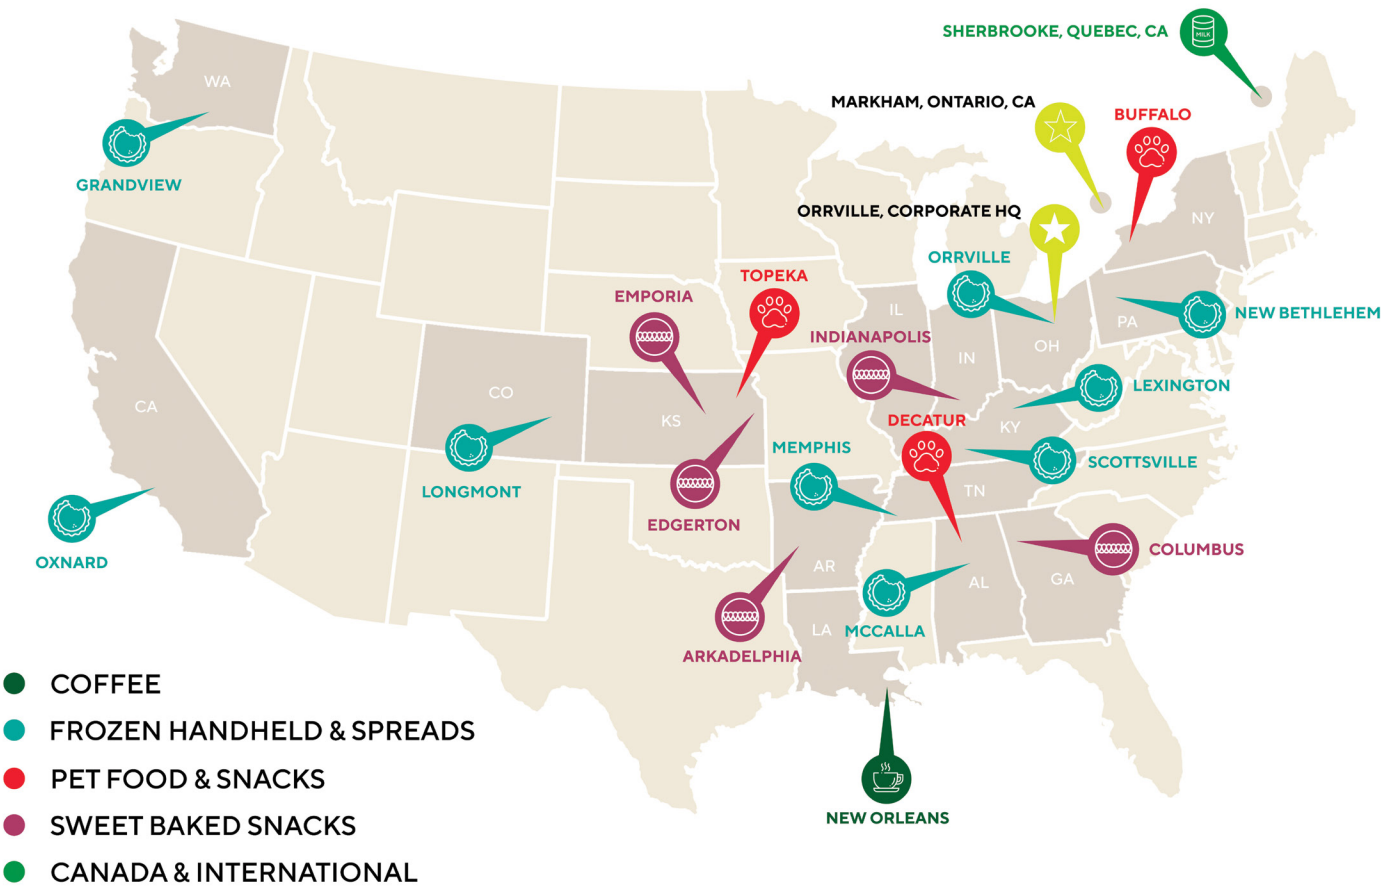 SHERBROOKE, QUEBEC, CA
MILK
WA
MARKHAM, ONTARIO, CA
BUFFALO
GRANDVIEW
ORRVILLE, CORPORATE HQ
NY
ORRVILLE
TOPEKA
EMPORIA
IL
INDIANAPOLIS
NEW BETHLEHEM
PA
OH
IN
LEXINGTON
CO
CA
KS
DECATUR
KY
MEMPHIS
SCOTTSVILLE
LONGMONT
TN
EDGERTON
COLUMBUS
OXNARD
AR
AL
GA
LA
MCCALLA
ARKADELPHIA
COFFEE
FROZEN HANDHELD & SPREADS
PET FOOD & SNACKS
NEW ORLEANS
SWEET BAKED SNACKS
CANADA & INTERNATIONAL